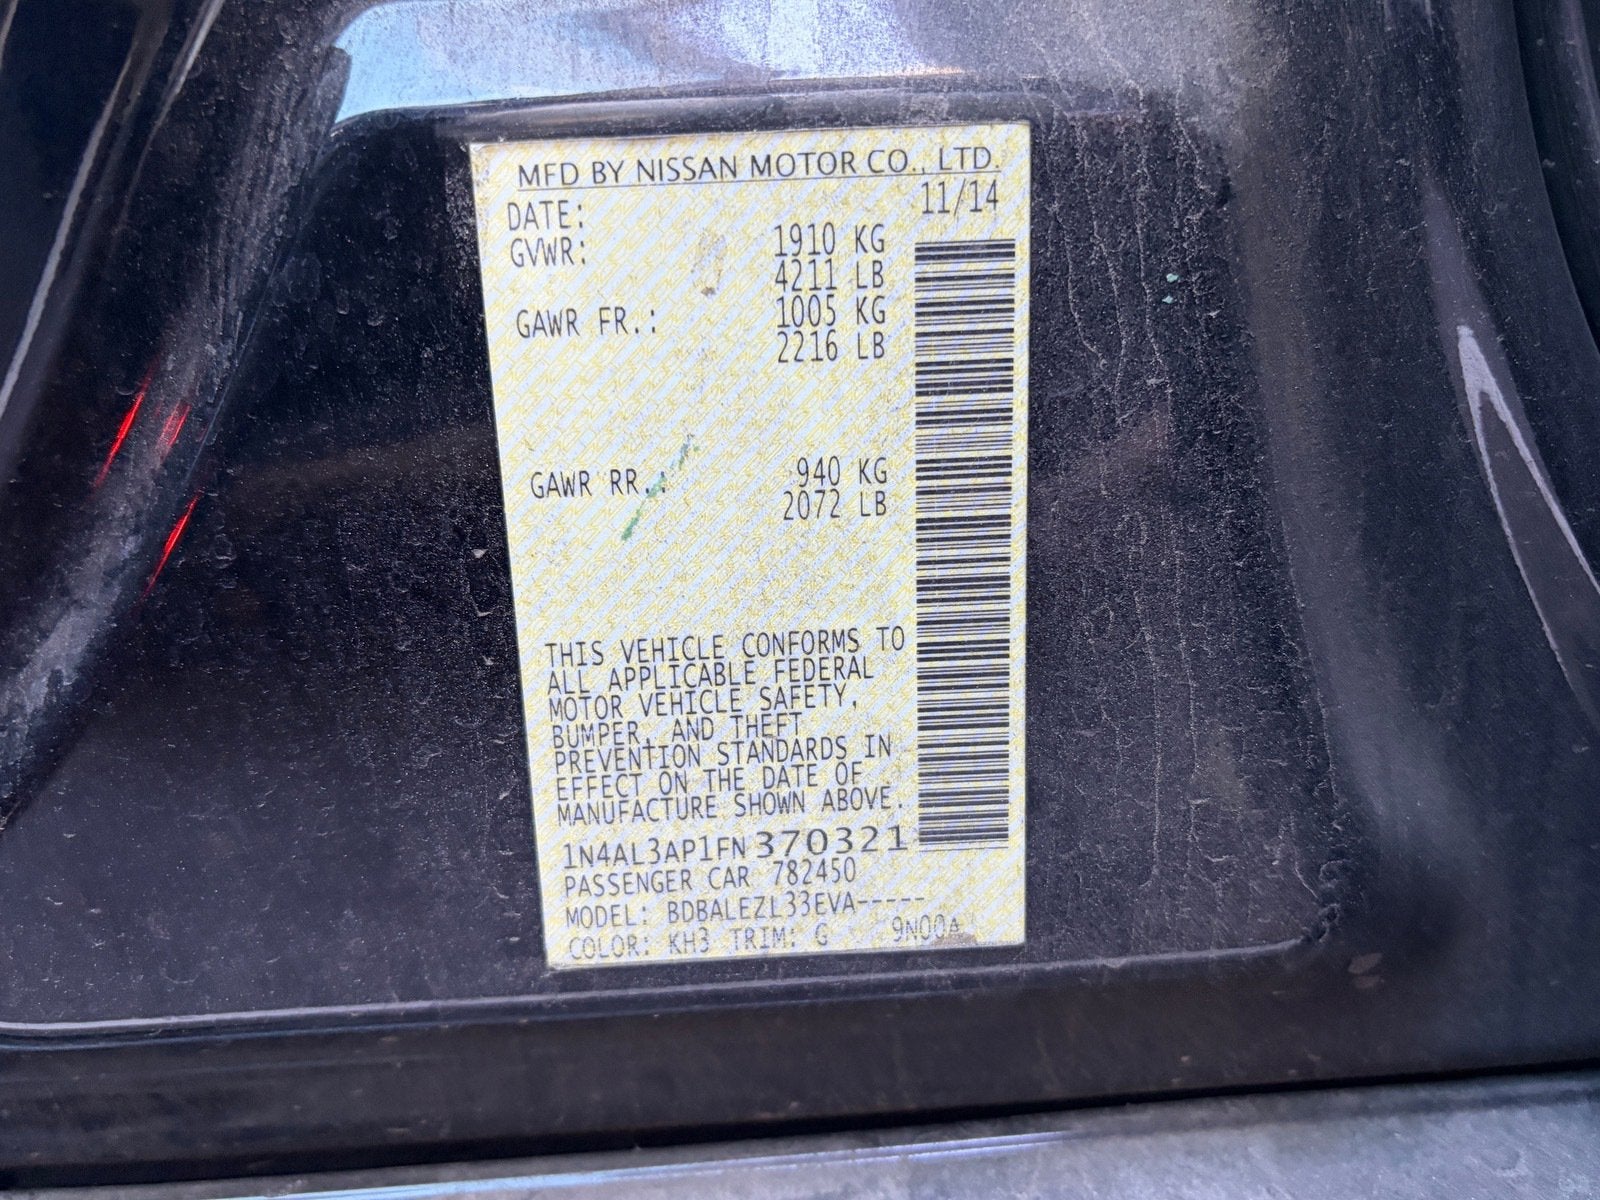 MFD BY NISSAN MOTOR CO., LTD.
DATE: 11/14
GVWR: 1910 KG
4211 LB
GAWR FR.: 1005 KG
2216 LB
GAWR RR.: 940 KG
2072 LB
THIS VEHICLE CONFORMS TO
ALL APPLICABLE FEDERAL
MOTOR VEHICLE SAFETY,
BUMPER, AND THEFT
PREVENTION STANDARDS IN
EFFECT ON THE DATE OF
MANUFACTURE SHOWN ABOVE.
1N4AL3AP1FN370321
PASSENGER CAR 782450
MODEL: BDBALEZL33EVA-----
COLOR: KH3 TRIM: G 9N00A